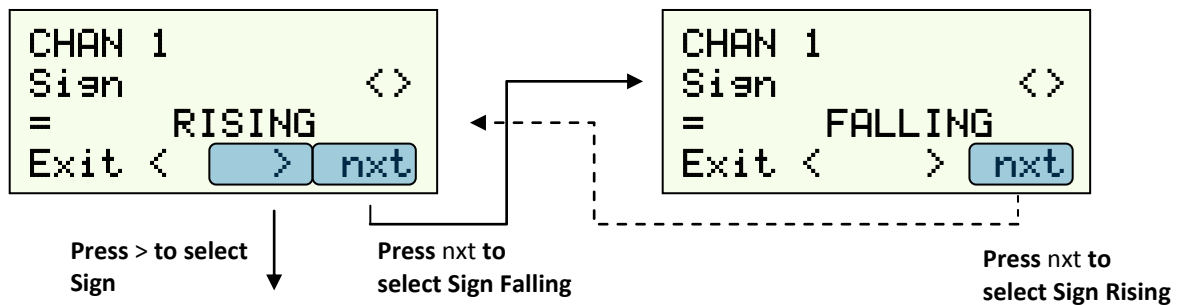 CHAN 1
Sign <>
= RISING
Exit < > nxt
CHAN 1
Sign <>
= FALLING
Exit < > nxt
Press > to select
Sign
Press nxt to
select Sign Falling
Press nxt to
select Sign Rising